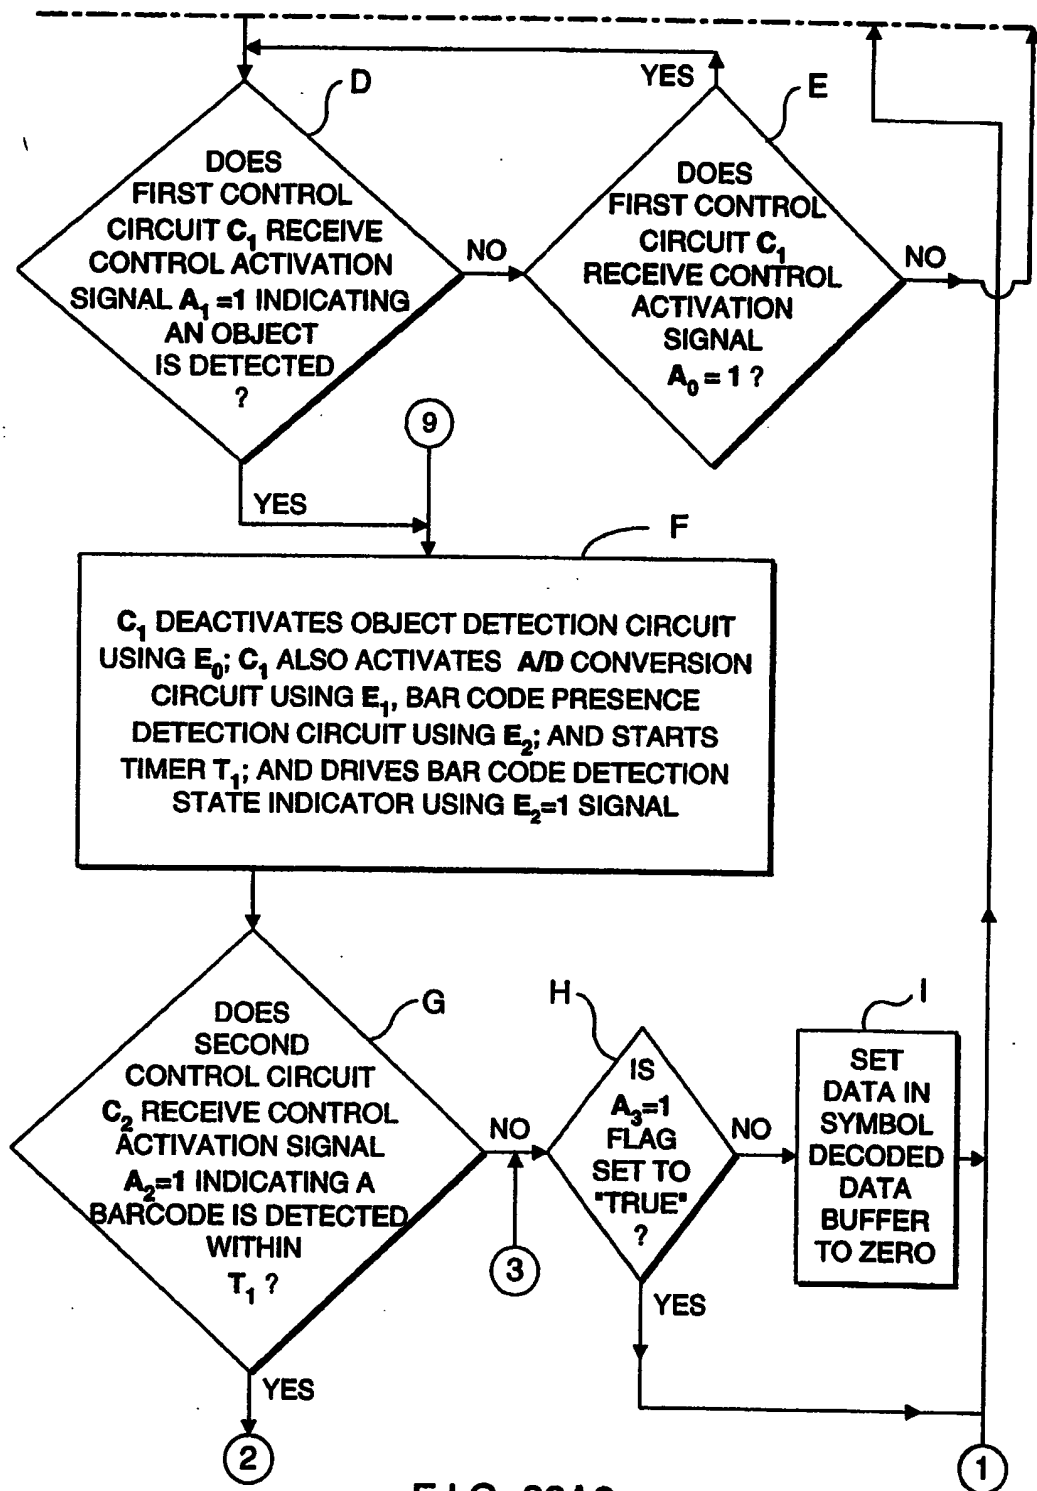 D
DOES
FIRST CONTROL
CIRCUIT C₁ RECEIVE
CONTROL ACTIVATION
SIGNAL A₁ =1 INDICATING
AN OBJECT
IS DETECTED
?
NO
YES
E
YES
DOES
FIRST CONTROL
CIRCUIT C₁
RECEIVE CONTROL
ACTIVATION
SIGNAL
A₀ = 1 ?
NO
9
F
C₁ DEACTIVATES OBJECT DETECTION CIRCUIT
USING E₀; C₁ ALSO ACTIVATES A/D CONVERSION
CIRCUIT USING E₁, BAR CODE PRESENCE
DETECTION CIRCUIT USING E₂; AND STARTS
TIMER T₁; AND DRIVES BAR CODE DETECTION
STATE INDICATOR USING E₂=1 SIGNAL
G
DOES
SECOND
CONTROL CIRCUIT
C₂ RECEIVE CONTROL
ACTIVATION SIGNAL
A₂=1 INDICATING A
BARCODE IS DETECTED
WITHIN
T₁ ?
NO
YES
3
H
IS
A₃=1
FLAG
SET TO
"TRUE"
?
NO
YES
I
SET
DATA IN
SYMBOL
DECODED
DATA
BUFFER
TO ZERO
2
1